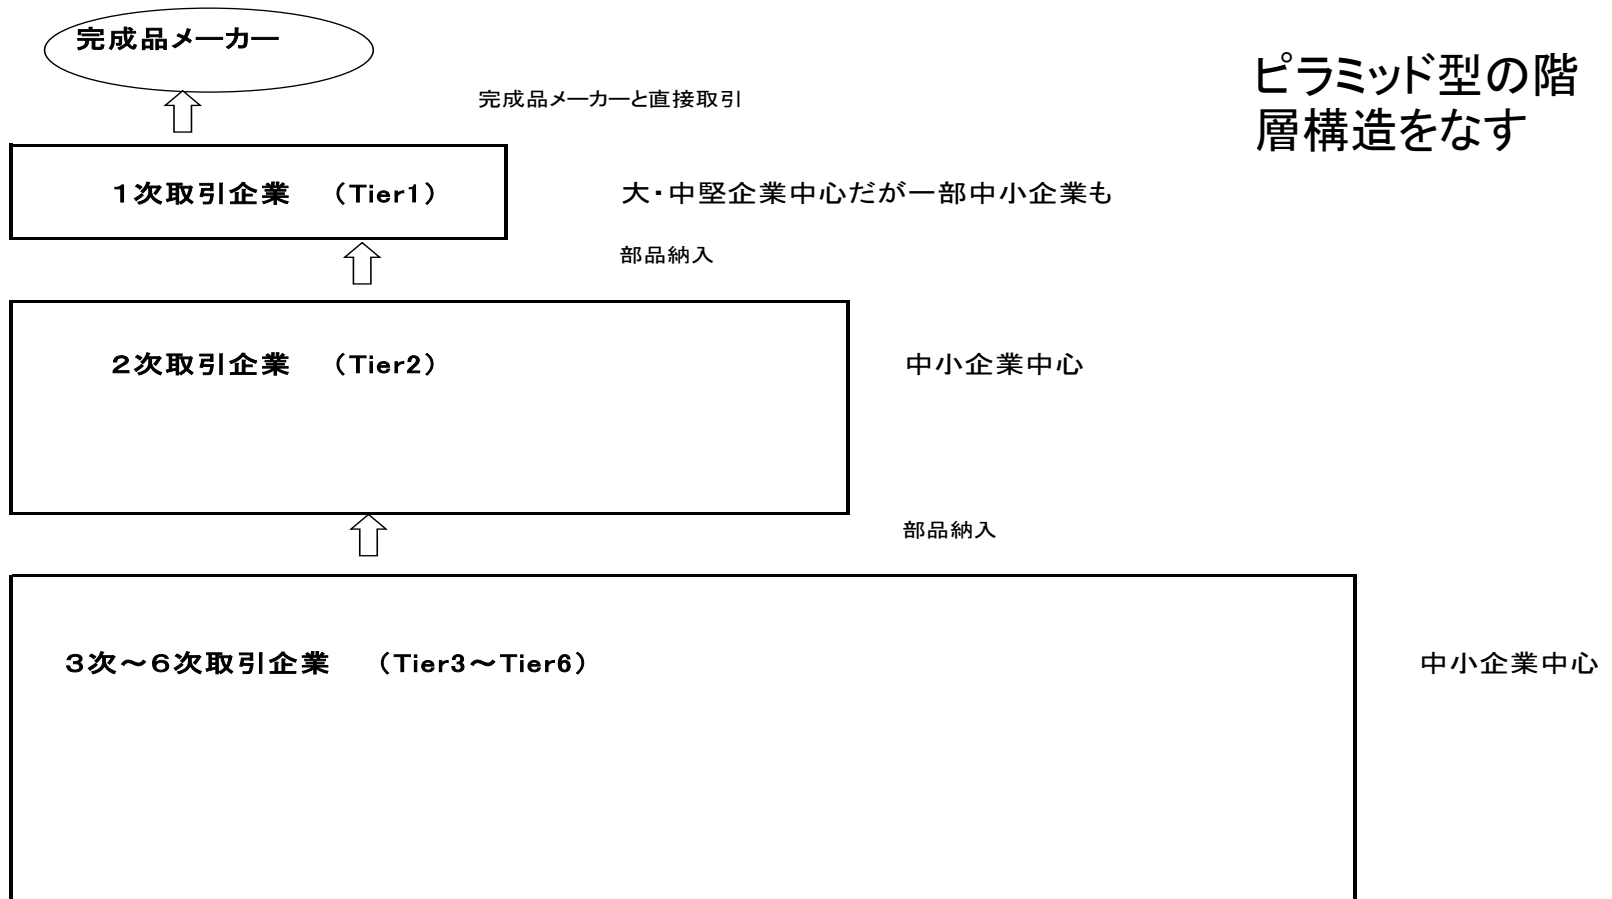 完成品メーカー
ピラミッド型の階
層構造をなす
完成品メーカーと直接取引
1次取引企業　（Tier1）
大・中堅企業中心だが一部中小企業も
部品納入
2次取引企業　（Tier2）
中小企業中心
部品納入
3次～6次取引企業　（Tier3～Tier6）
中小企業中心